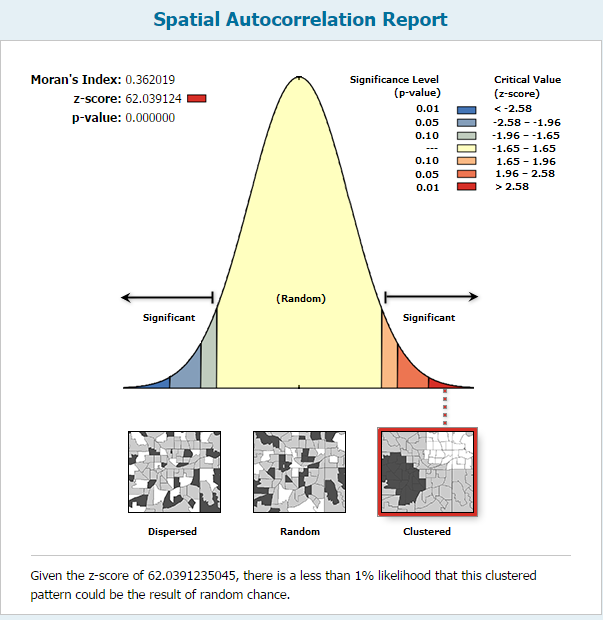 Spatial Autocorrelation Report
Moran's Index: 0.362019
z-score: 62.039124
p-value: 0.000000
Significance Level
(p-value)
Critical Value
(z-score)
0.01 < -2.58
0.05 -2.58 – -1.96
0.10 -1.96 – -1.65
--- -1.65 – 1.65
0.10 1.65 – 1.96
0.05 1.96 – 2.58
0.01 > 2.58
(Random)
Significant
Significant
Dispersed
Random
Clustered
Given the z-score of 62.0391235045, there is a less than 1% likelihood that this clustered
pattern could be the result of random chance.